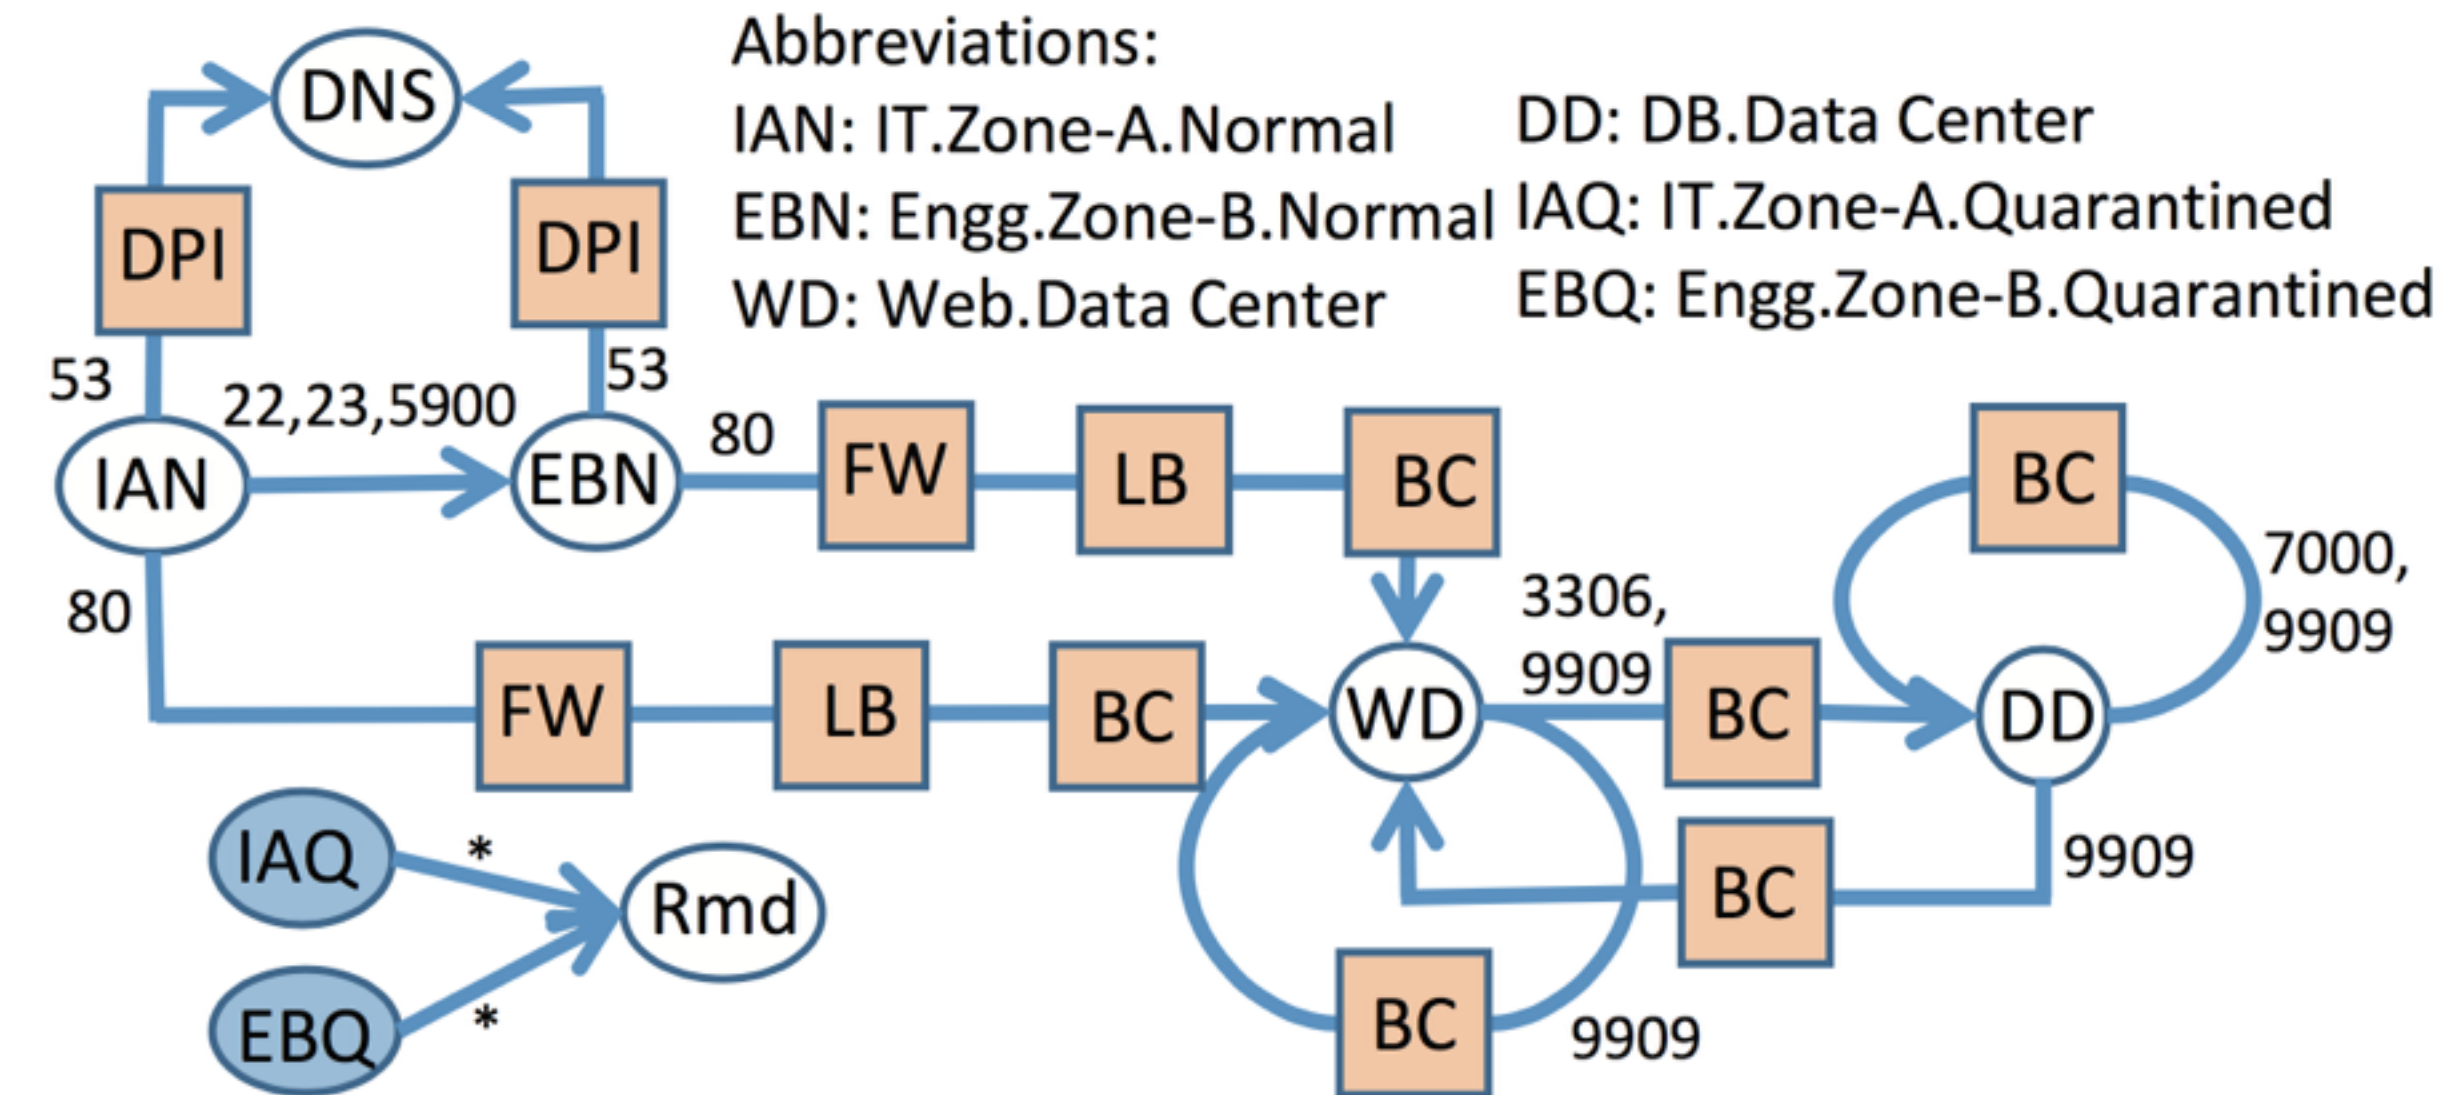 Abbreviations:
DNS
IAN: IT.Zone-A.Normal
DD: DB.Data Center
EBN: Engg.Zone-B.Normal
IAQ: IT.Zone-A.Quarantined
WD: Web.Data Center
EBQ: Engg.Zone-B.Quarantined
DPI
DPI
53
53
22,23,5900
IAN
EBN
80
FW
LB
BC
BC
7000,
9909
3306,
9909
80
FW
LB
BC
WD
BC
DD
IAQ
*
Rmd
EBQ
*
BC
9909
BC
9909